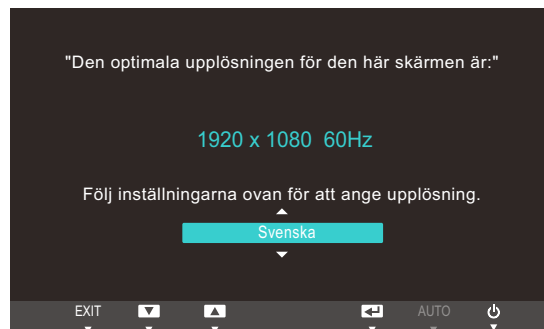 "Den optimala upplösningen för den här skärmen är:"
1920 x 1080 60Hz
Följ inställningarna ovan för att ange upplösning.
Svenska
EXIT AUTO